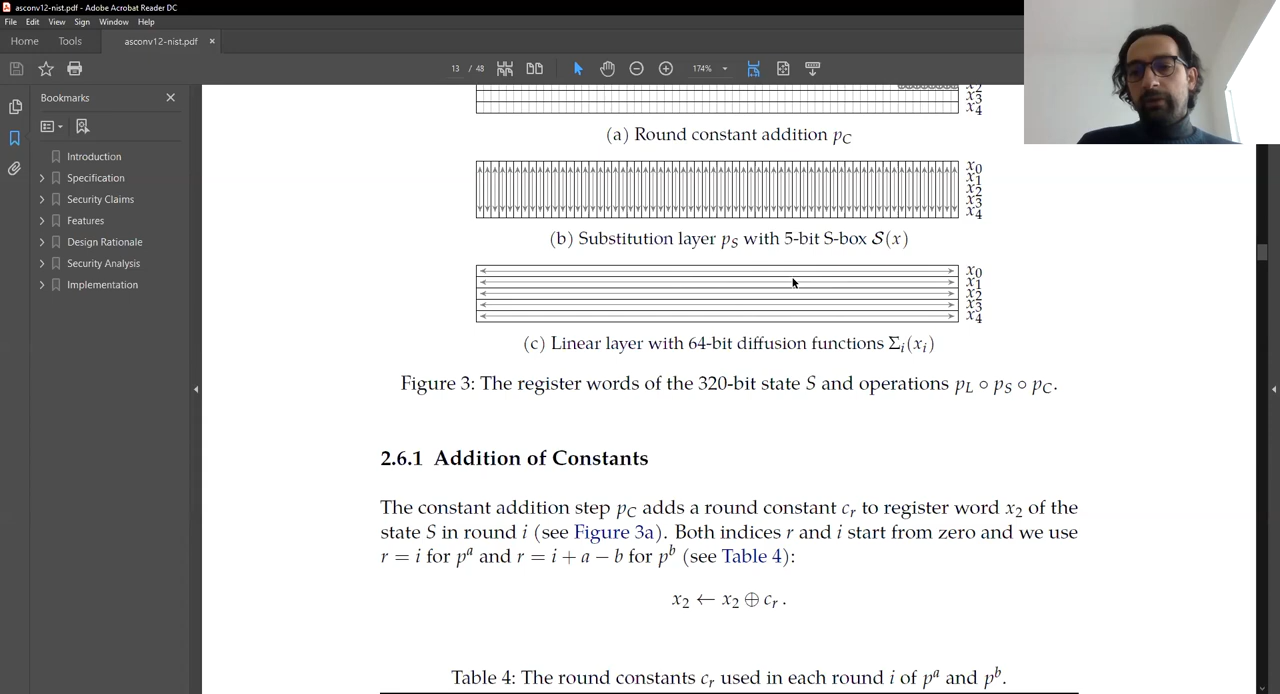 asconv12-nist.pdf - Adobe Acrobat Reader DC
File Edit View Sign Window Help
Home Tools asconv12-nist.pdf ×
13 / 48 174%
Bookmarks
Introduction
Specification
Security Claims
Features
Design Rationale
Security Analysis
Implementation
x2
x3
x4
(a) Round constant addition pC
x0
x1
x2
x3
x4
(b) Substitution layer pS with 5-bit S-box S(x)
x0
x1
x2
x3
x4
(c) Linear layer with 64-bit diffusion functions Σi(xi)
Figure 3: The register words of the 320-bit state S and operations pL ∘ pS ∘ pC.
2.6.1 Addition of Constants
The constant addition step pC adds a round constant cr to register word x2 of the
state S in round i (see Figure 3a). Both indices r and i start from zero and we use
r = i for pa and r = i + a − b for pb (see Table 4):
x2 ← x2 ⊕ cr .
Table 4: The round constants cr used in each round i of pa and pb.